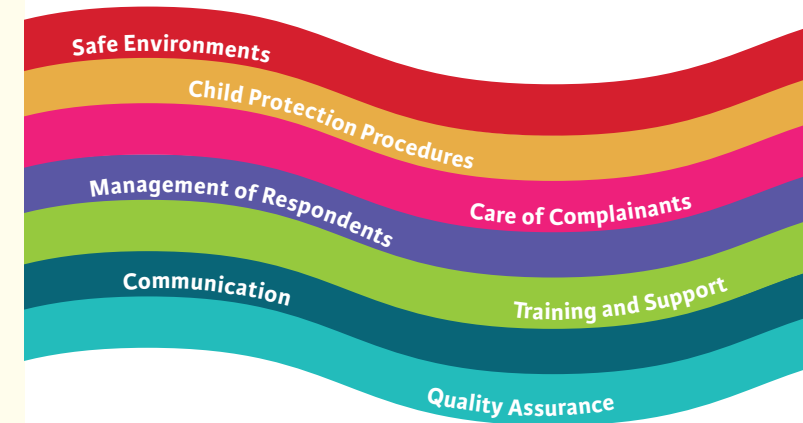 Safe Environments
Child Protection Procedures
Care of Complainants
Management of Respondents
Training and Support
Communication
Quality Assurance